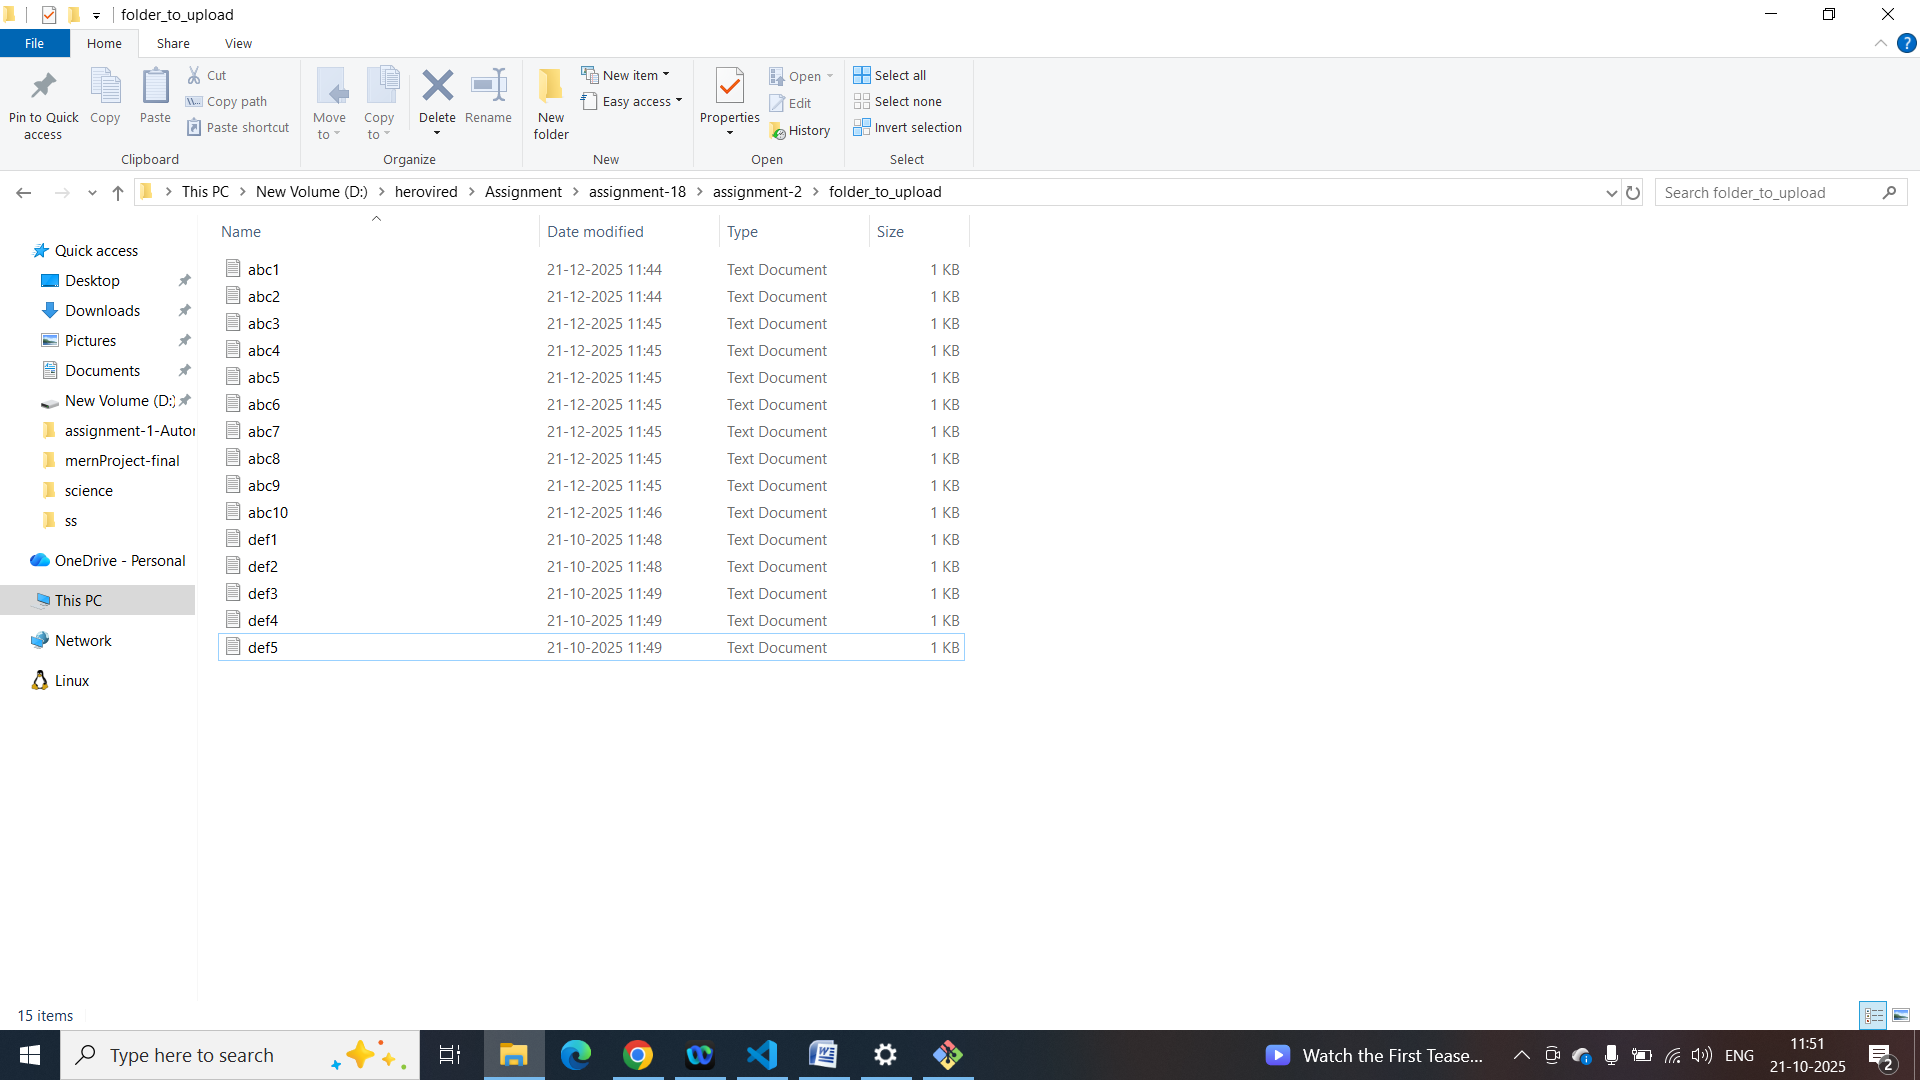 folder_to_upload
File Home Share View
Pin to Quick access
Copy
Paste
Cut
Copy path
Paste shortcut
Clipboard
Move to
Copy to
Delete
Rename
Organize
New folder
New item
Easy access
New
Properties
Open
Edit
History
Open
Select all
Select none
Invert selection
Select
This PC New Volume (D:) herovired Assignment assignment-18 assignment-2 folder_to_upload
Search folder_to_upload
Quick access
Desktop
Downloads
Pictures
Documents
New Volume (D:)
assignment-1-Autor
mernProject-final
science
ss
OneDrive - Personal
This PC
Network
Linux
Name Date modified Type Size
abc1 21-12-2025 11:44 Text Document 1 KB
abc2 21-12-2025 11:44 Text Document 1 KB
abc3 21-12-2025 11:45 Text Document 1 KB
abc4 21-12-2025 11:45 Text Document 1 KB
abc5 21-12-2025 11:45 Text Document 1 KB
abc6 21-12-2025 11:45 Text Document 1 KB
abc7 21-12-2025 11:45 Text Document 1 KB
abc8 21-12-2025 11:45 Text Document 1 KB
abc9 21-12-2025 11:45 Text Document 1 KB
abc10 21-12-2025 11:46 Text Document 1 KB
def1 21-10-2025 11:48 Text Document 1 KB
def2 21-10-2025 11:48 Text Document 1 KB
def3 21-10-2025 11:49 Text Document 1 KB
def4 21-10-2025 11:49 Text Document 1 KB
def5 21-10-2025 11:49 Text Document 1 KB
15 items
Type here to search
Watch the First Tease...
ENG
11:51
21-10-2025
2